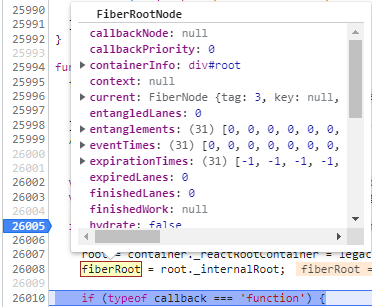 25990
25991
25992
}
25993
25994
fu
25995
25996
25997
25998
25999
26000
26001
26002
26003
26005
26007
root = container._reactRootContainer = legac
26008
fiberRoot = root._internalRoot;
fiberRoot =
26009
26010
if (typeof callback === 'function') {
FiberRootNode
callbackNode: null
callbackPriority: 0
containerInfo: div#root
context: null
current: FiberNode {tag: 3, key: null,
entangledLanes: 0
entanglements: (31) [0, 0, 0, 0, 0, 0,
eventTimes: (31) [0, 0, 0, 0, 0, 0, 0,
expirationTimes: (31) [-1, -1, -1, -1,
expiredLanes: 0
finishedLanes: 0
finishedWork: null
hydrate: false